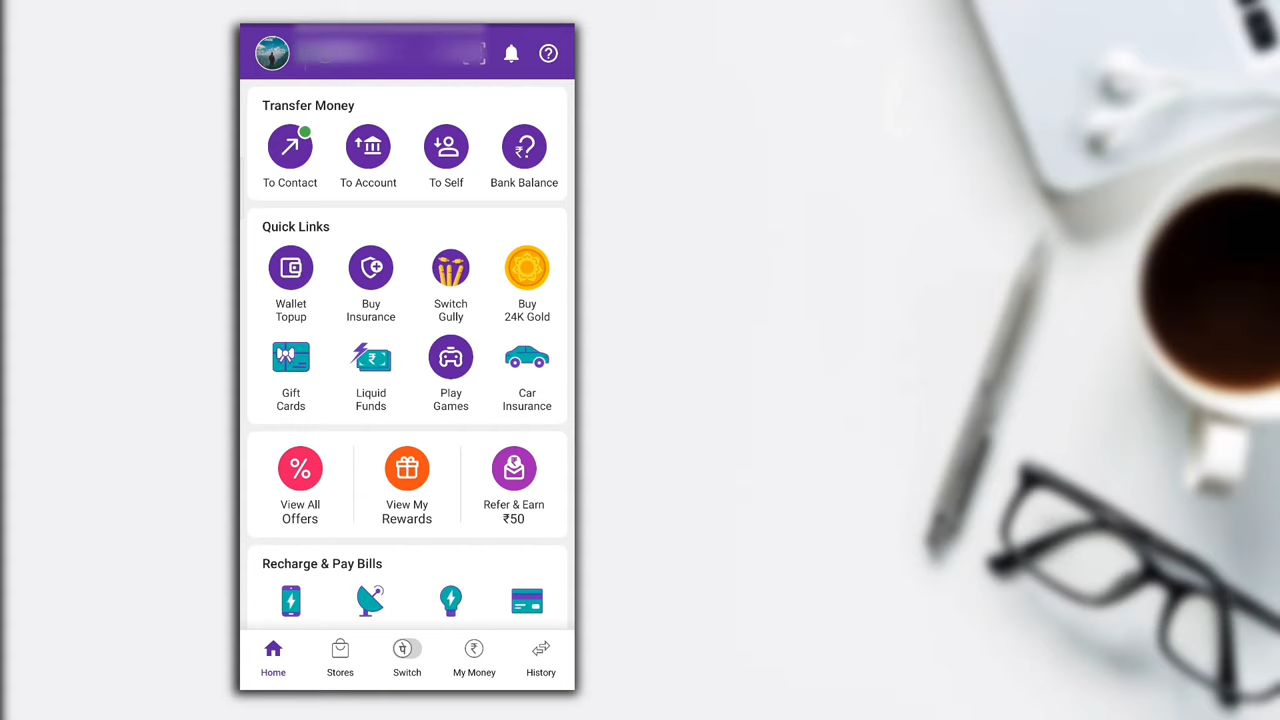 Transfer Money
To Contact
To Account
To Self
Bank Balance
Quick Links
Wallet
Topup
Buy
Insurance
Switch
Gully
Buy
24K Gold
Gift
Cards
Liquid
Funds
Play
Games
Car
Insurance
View All
Offers
View My
Rewards
Refer & Earn
₹50
Recharge & Pay Bills
Home
Stores
पे
Switch
My Money
History